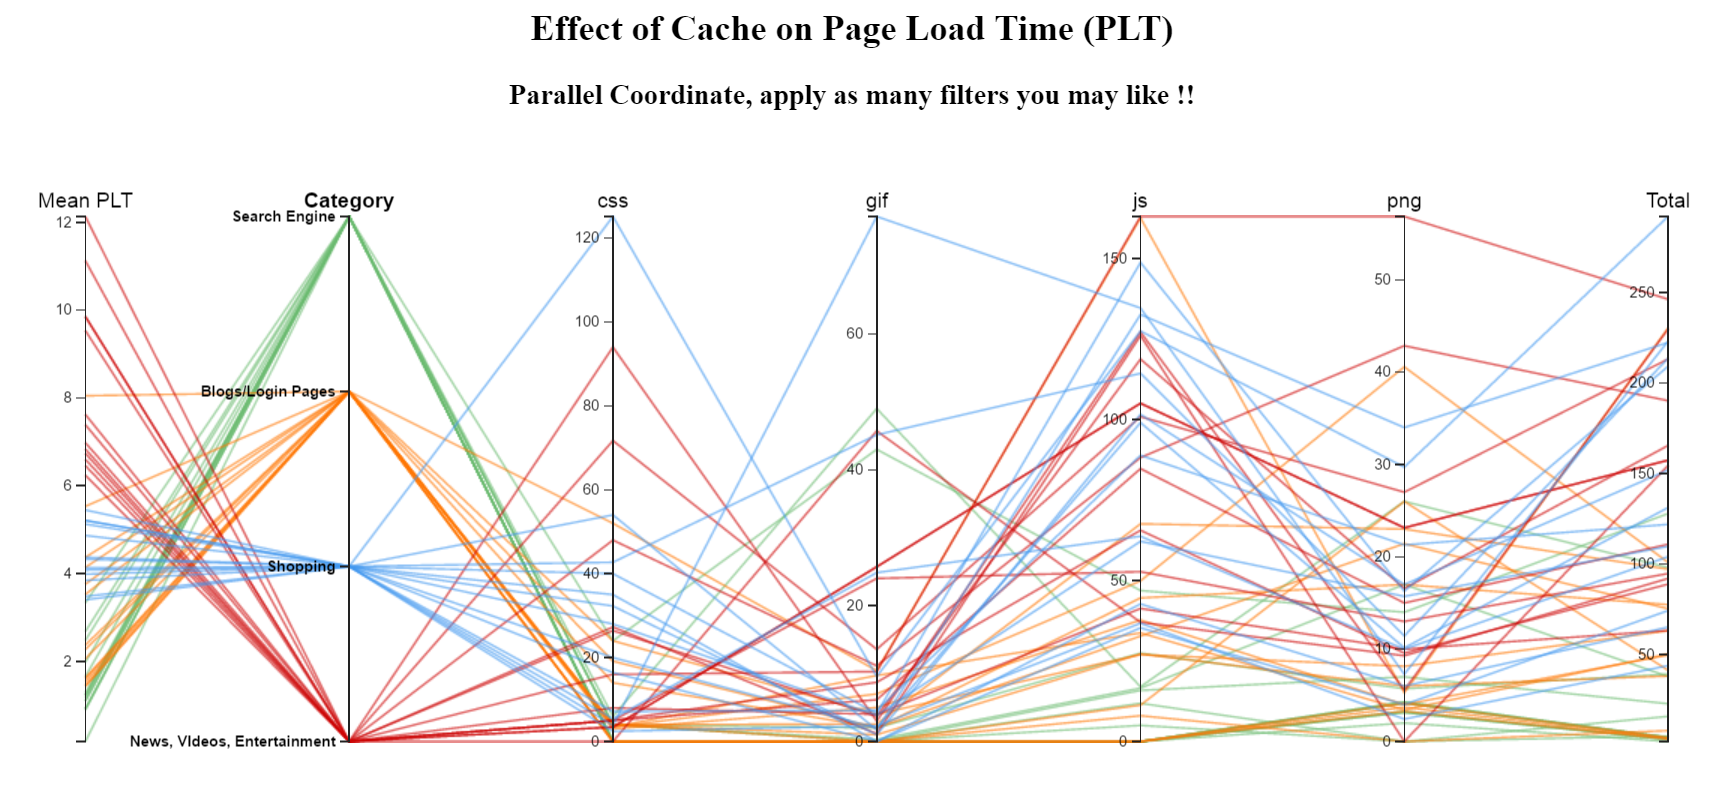 Effect of Cache on Page Load Time (PLT)
Parallel Coordinate, apply as many filters you may like !!
Mean PLT
Category
css
gif
js
png
Total
12
10
8
6
4
2
Search Engine
Blogs/Login Pages
Shopping
News, VIdeos, Entertainment
120
100
80
60
40
20
0
60
40
20
0
150
100
50
0
50
40
30
20
10
0
250
200
150
100
50